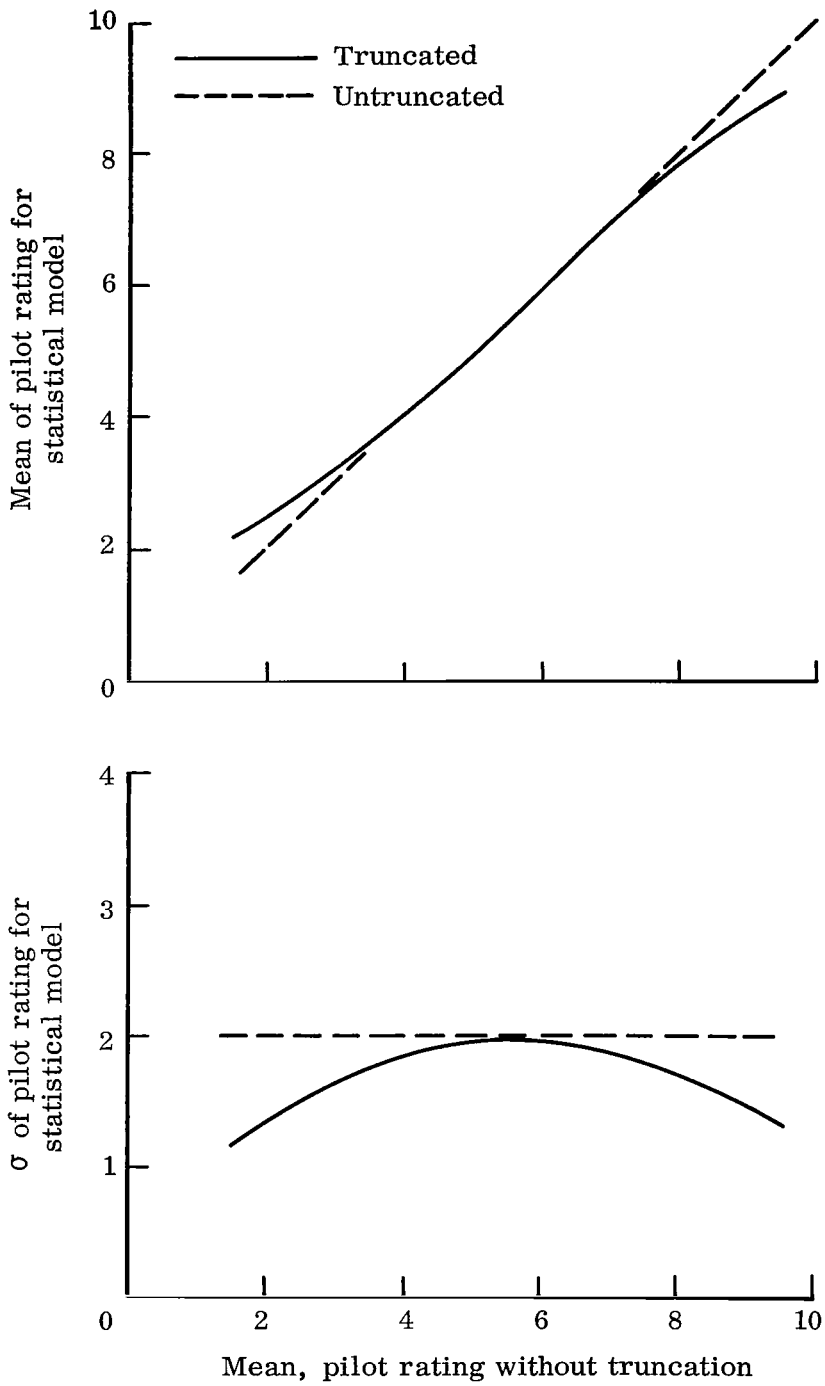 10
Truncated
Untruncated
8
6
4
2
0
Mean of pilot rating for
statistical model
4
3
2
1
0
2
4
6
8
10
σ of pilot rating for
statistical model
Mean, pilot rating without truncation